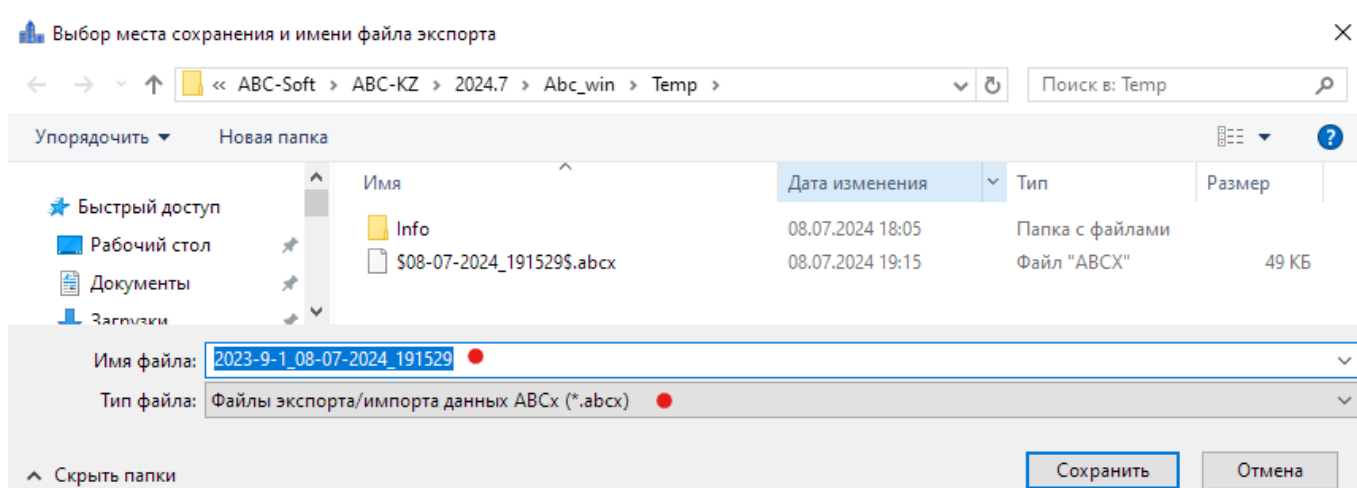 Выбор места сохранения и имени файла экспорта
« ABC-Soft > ABC-KZ > 2024.7 > Abc_win > Temp >
Поиск в: Temp
Упорядочить Новая папка
Имя Дата изменения Тип Размер
Быстрый доступ
Рабочий стол
Документы
Загрузки
Info 08.07.2024 18:05 Папка с файлами
$08-07-2024_191529$.abcx 08.07.2024 19:15 Файл "ABCX" 49 КБ
Имя файла: 2023-9-1_08-07-2024_191529
Тип файла: Файлы экспорта/импорта данных ABCx (*.abcx)
Скрыть папки Сохранить Отмена